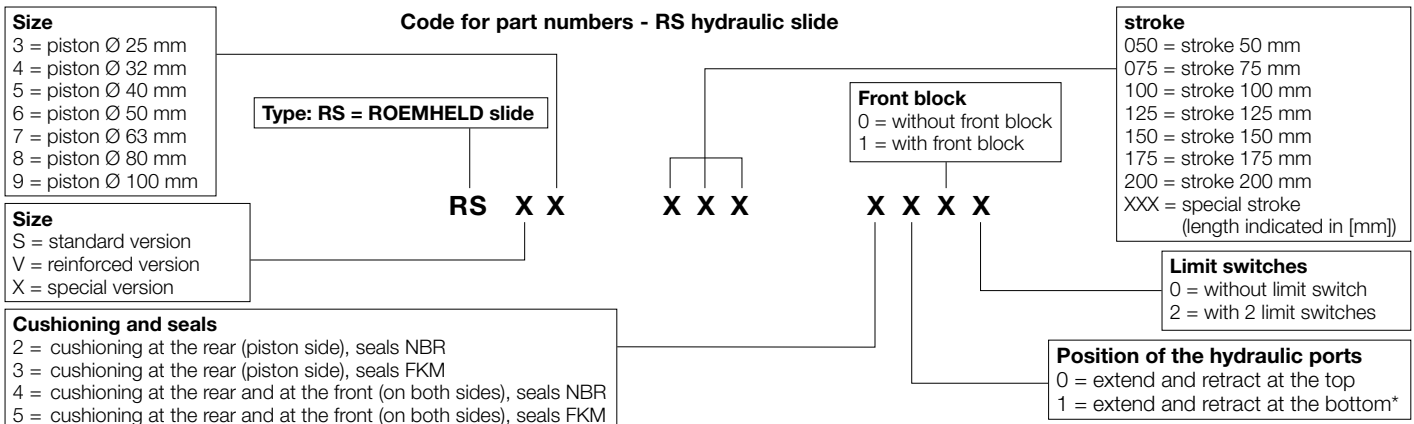 Code for part numbers - RS hydraulic slide
Size
3 = piston Ø 25 mm
4 = piston Ø 32 mm
5 = piston Ø 40 mm
6 = piston Ø 50 mm
7 = piston Ø 63 mm
8 = piston Ø 80 mm
9 = piston Ø 100 mm
Type: RS = ROEMHELD slide
Front block
0 = without front block
1 = with front block
stroke
050 = stroke 50 mm
075 = stroke 75 mm
100 = stroke 100 mm
125 = stroke 125 mm
150 = stroke 150 mm
175 = stroke 175 mm
200 = stroke 200 mm
XXX = special stroke
(length indicated in [mm])
RS X X X X X X X X X
Size
S = standard version
V = reinforced version
X = special version
Limit switches
0 = without limit switch
2 = with 2 limit switches
Cushioning and seals
2 = cushioning at the rear (piston side), seals NBR
3 = cushioning at the rear (piston side), seals FKM
4 = cushioning at the rear and at the front (on both sides), seals NBR
5 = cushioning at the rear and at the front (on both sides), seals FKM
Position of the hydraulic ports
0 = extend and retract at the top
1 = extend and retract at the bottom*